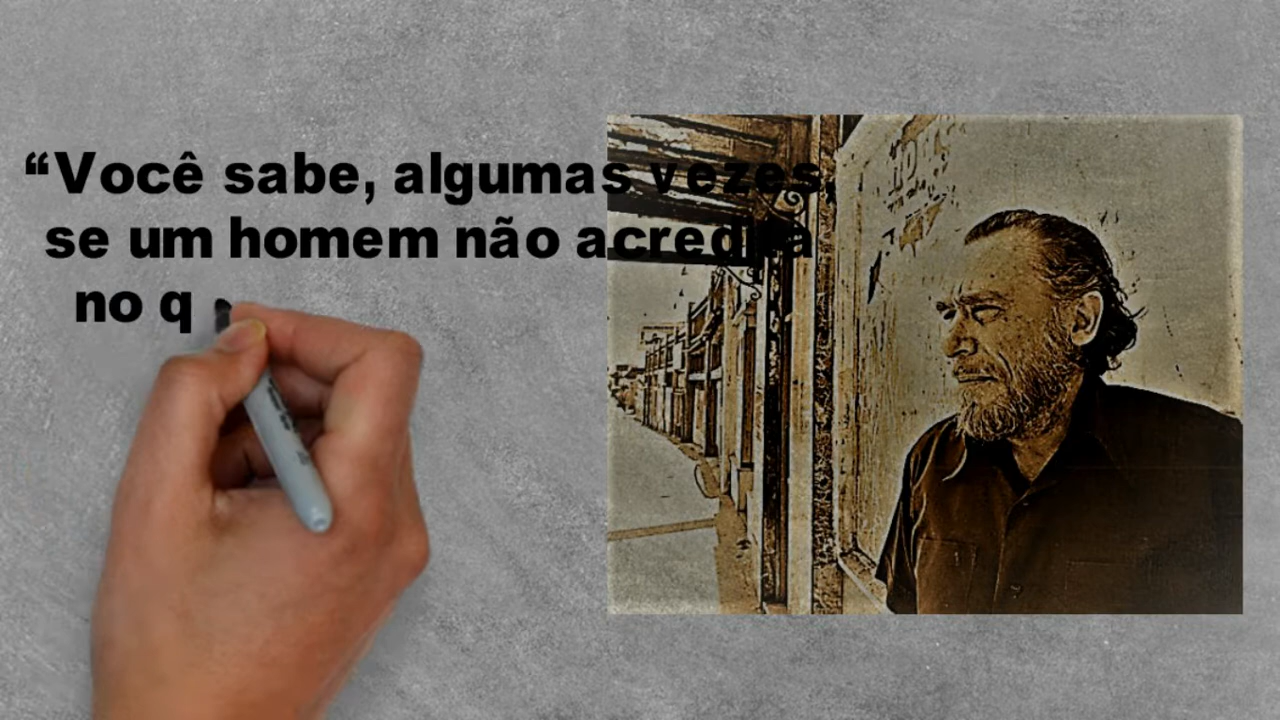 “Você sabe, algumas vezes,
se um homem não acredita
no q